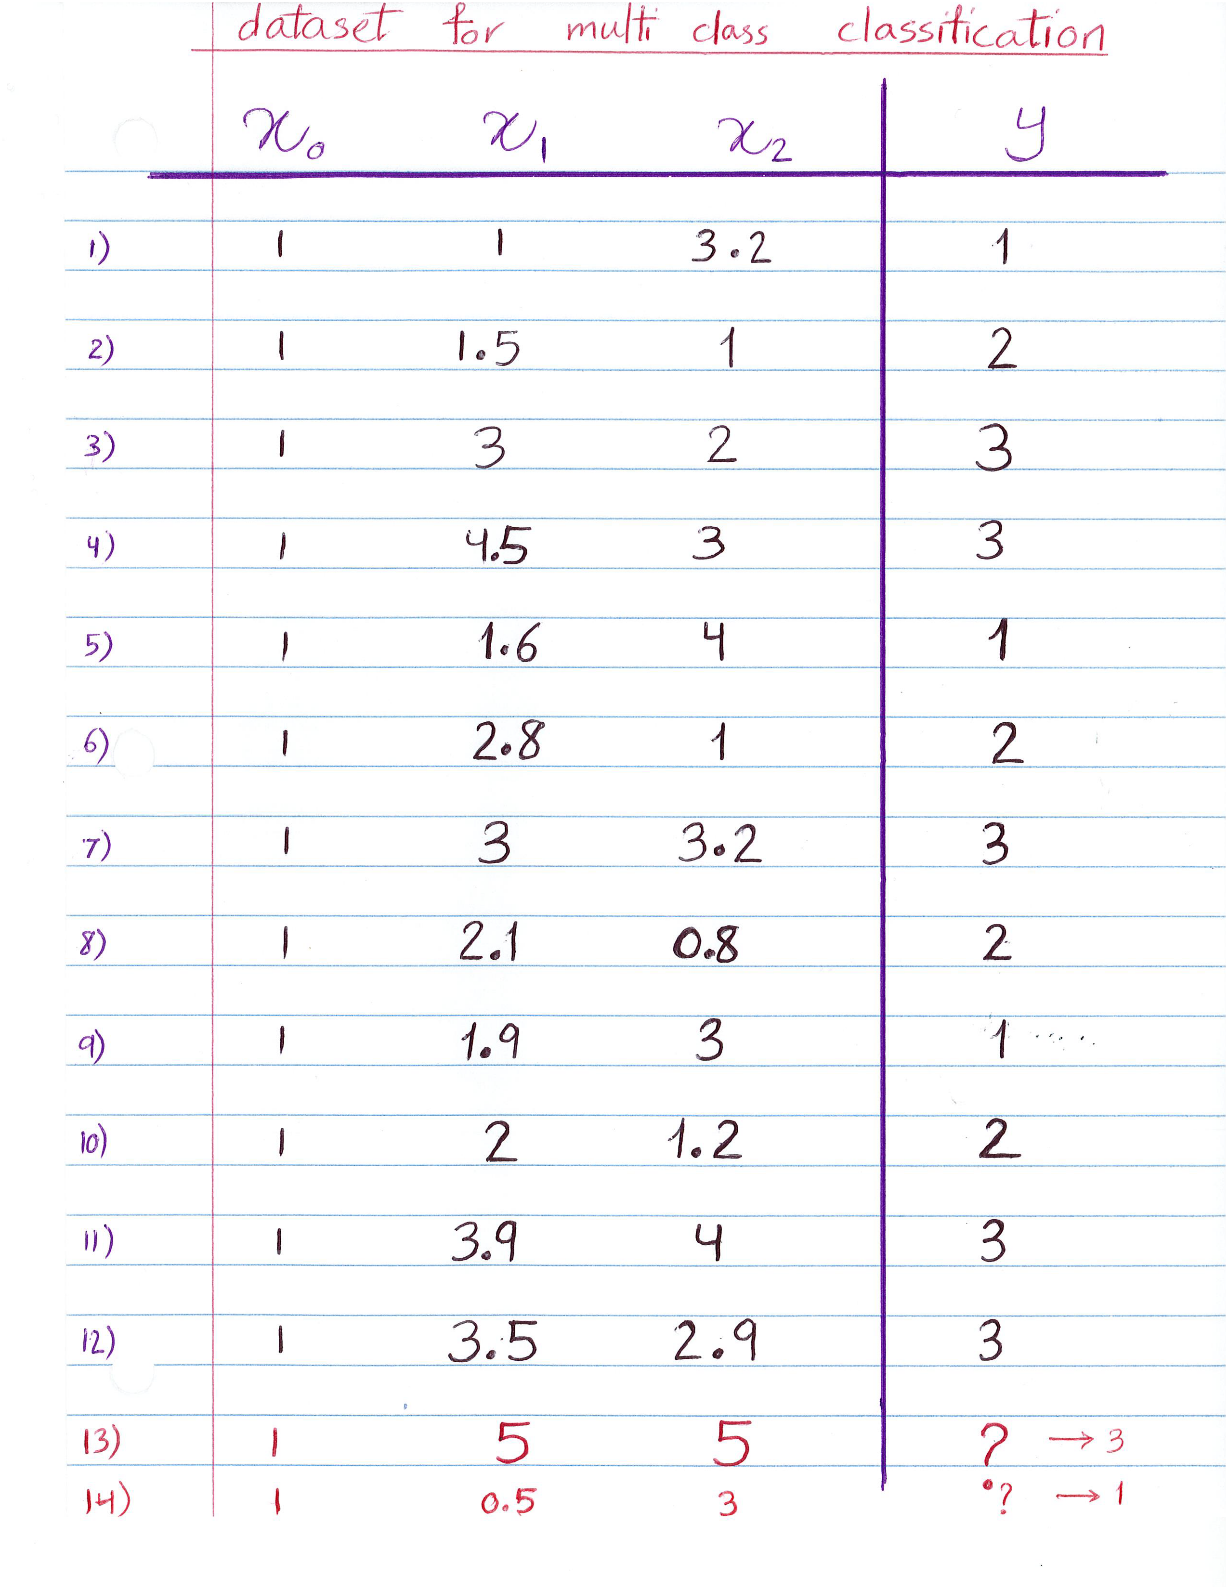 dataset for multi class classification
x₀ x₁ x₂ y
1) 1 1 3.2 1
2) 1 1.5 1 2
3) 1 3 2 3
4) 1 4.5 3 3
5) 1 1.6 4 1
6) 1 2.8 1 2
7) 1 3 3.2 3
8) 1 2.1 0.8 2
9) 1 1.9 3 1
10) 1 2 1.2 2
11) 1 3.9 4 3
12) 1 3.5 2.9 3
13) 1 5 5 ? → 3
14) 1 0.5 3 ? → 1